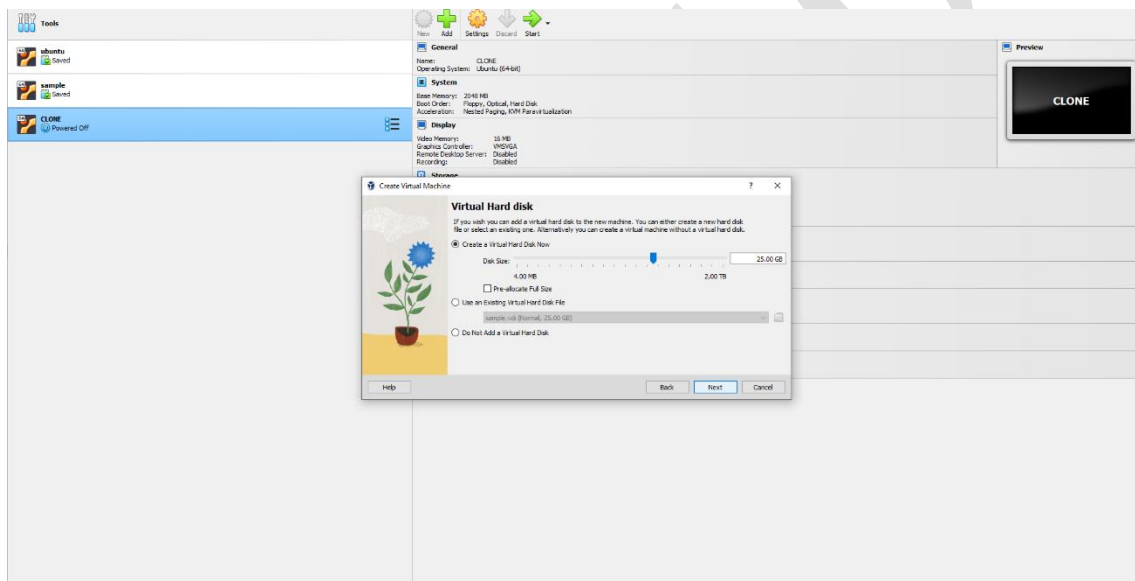 Tools
New Add Settings Discard Start
ubuntu
Saved
sample
Saved
CLONE
Powered Off
General
Name: CLONE
Operating System: Ubuntu (64-bit)
System
Base Memory: 2048 MB
Boot Order: Floppy, Optical, Hard Disk
Acceleration: Nested Paging, KVM Paravirtualization
Display
Video Memory: 16 MB
Graphics Controller: VMSVGA
Remote Desktop Server: Disabled
Recording: Disabled
Storage
Preview
CLONE
Create Virtual Machine
? X
Virtual Hard disk
If you wish you can add a virtual hard disk to the new machine. You can either create a new hard disk
file or select an existing one. Alternatively you can create a virtual machine without a virtual hard disk.
Create a Virtual Hard Disk Now
Disk Size: 25.00 GB
4.00 MB 2.00 TB
Pre-allocate Full Size
Use an Existing Virtual Hard Disk File
sample.vdi (Normal, 25.00 GB)
Do Not Add a Virtual Hard Disk
Help Back Next Cancel